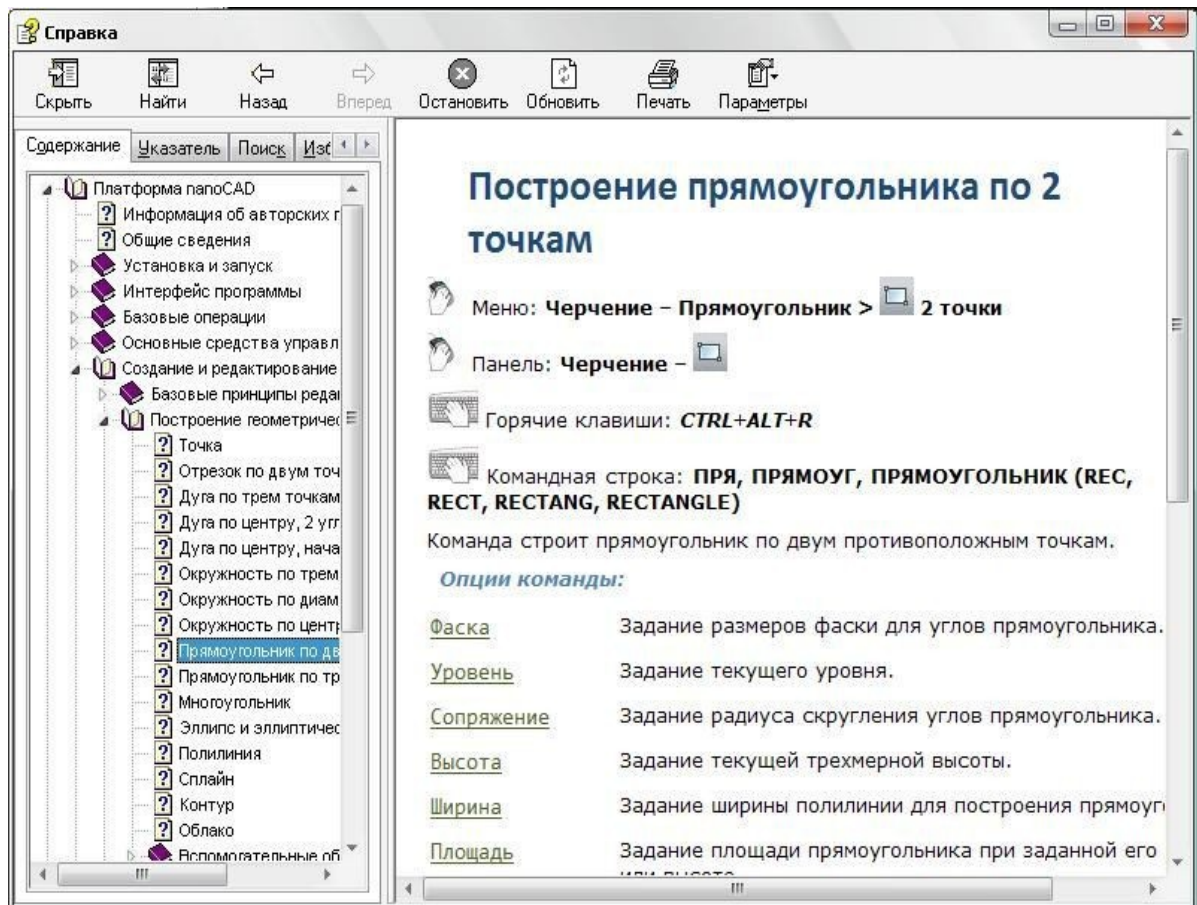 Справка
Скрыть Найти Назад Вперед Остановить Обновить Печать Параметры
Содержание Указатель Поиск Изб
Платформа nanoCAD
Информация об авторских п
Общие сведения
Установка и запуск
Интерфейс программы
Базовые операции
Основные средства управл
Создание и редактирование
Базовые принципы редак
Построение геометричес
Точка
Отрезок по двум точ
Дуга по трем точкам
Дуга по центру, 2 угл
Дуга по центру, нача
Окружность по трем
Окружность по диам
Окружность по центр
Прямоугольник по дв
Прямоугольник по тр
Многоугольник
Эллипс и эллиптичес
Полилиния
Сплайн
Контур
Облако
Вспомогательные об
Построение прямоугольника по 2
точкам
Меню: Черчение – Прямоугольник > 2 точки
Панель: Черчение –
Горячие клавиши: CTRL+ALT+R
Командная строка: ПРЯ, ПРЯМОУГ, ПРЯМОУГОЛЬНИК (REC,
RECT, RECTANG, RECTANGLE)
Команда строит прямоугольник по двум противоположным точкам.
Опции команды:
Фаска Задание размеров фаски для углов прямоугольника.
Уровень Задание текущего уровня.
Сопряжение Задание радиуса скругления углов прямоугольника.
Высота Задание текущей трехмерной высоты.
Ширина Задание ширины полилинии для построения прямоуг
Площадь Задание площади прямоугольника при заданной его
или высоте